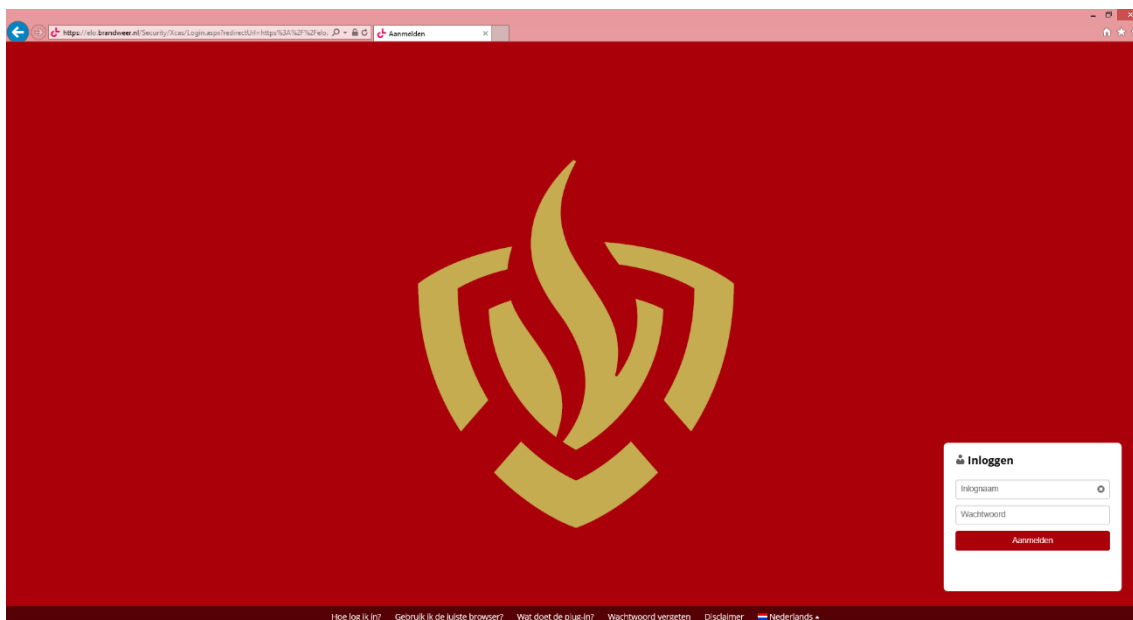 https://elo.brandweer.nl/Security/Xcas/Login.aspx?redirectUrl=https%3A%2F%2Felo.
Aanmelden
Inloggen
Inlognaam
Wachtwoord
Aanmelden
Hoe log ik in? Gebruik ik de juiste browser? Wat doet de plug-in? Wachtwoord vergeten Disclaimer Nederlands